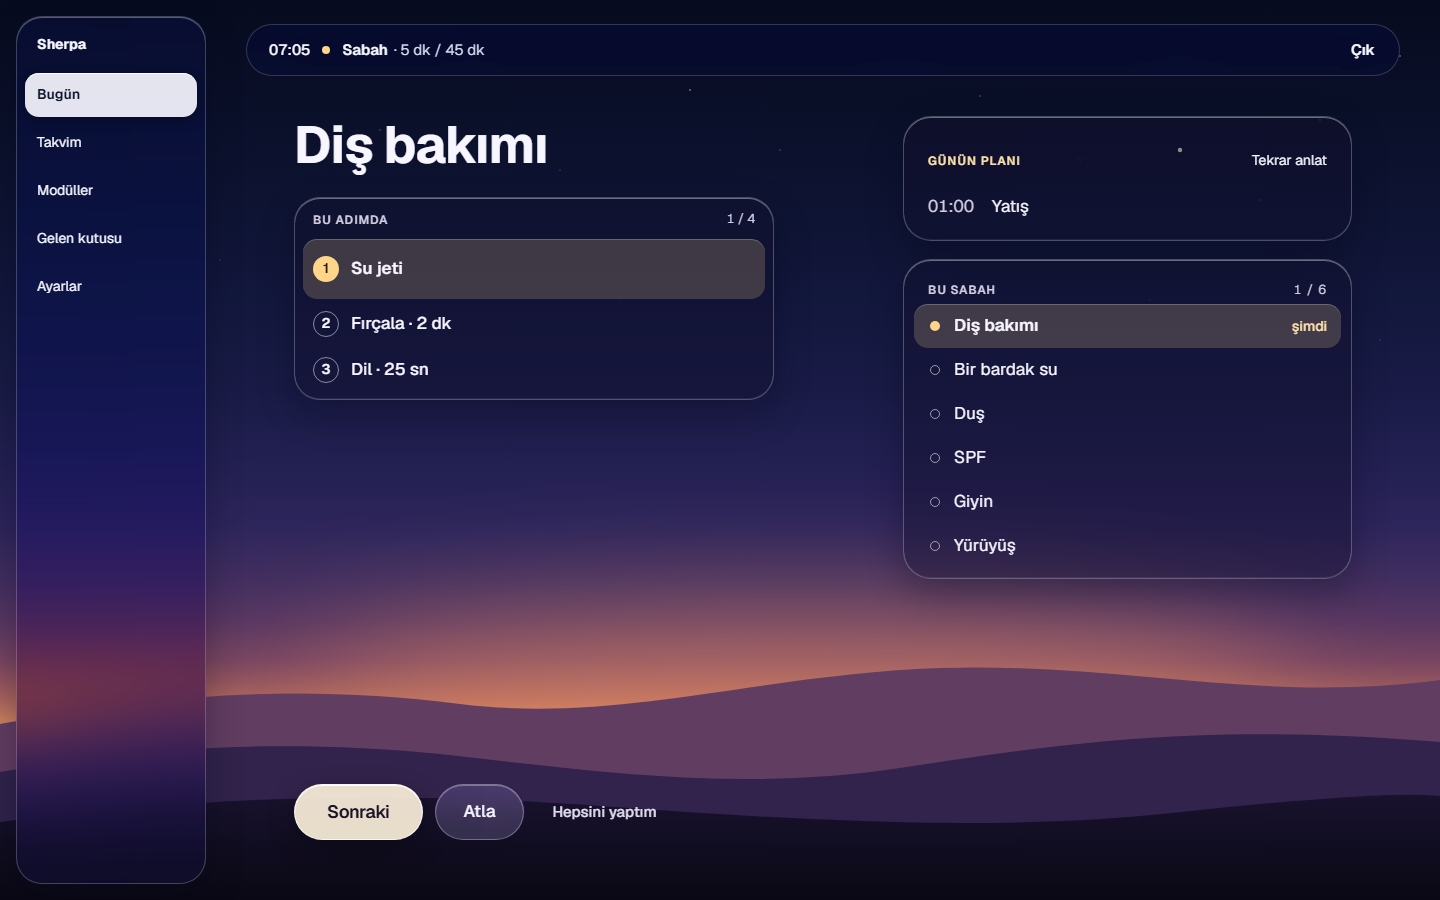 Sherpa
Bugün
Takvim
Modüller
Gelen kutusu
Ayarlar
07:05 Sabah · 5 dk / 45 dk
Çık
Diş bakımı
BU ADIMDA 1 / 4
1 Su jeti
2 Fırçala · 2 dk
3 Dil · 25 sn
GÜNÜN PLANI Tekrar anlat
01:00 Yatış
BU SABAH 1 / 6
Diş bakımı şimdi
Bir bardak su
Duş
SPF
Giyin
Yürüyüş
Sonraki
Atla
Hepsini yaptım